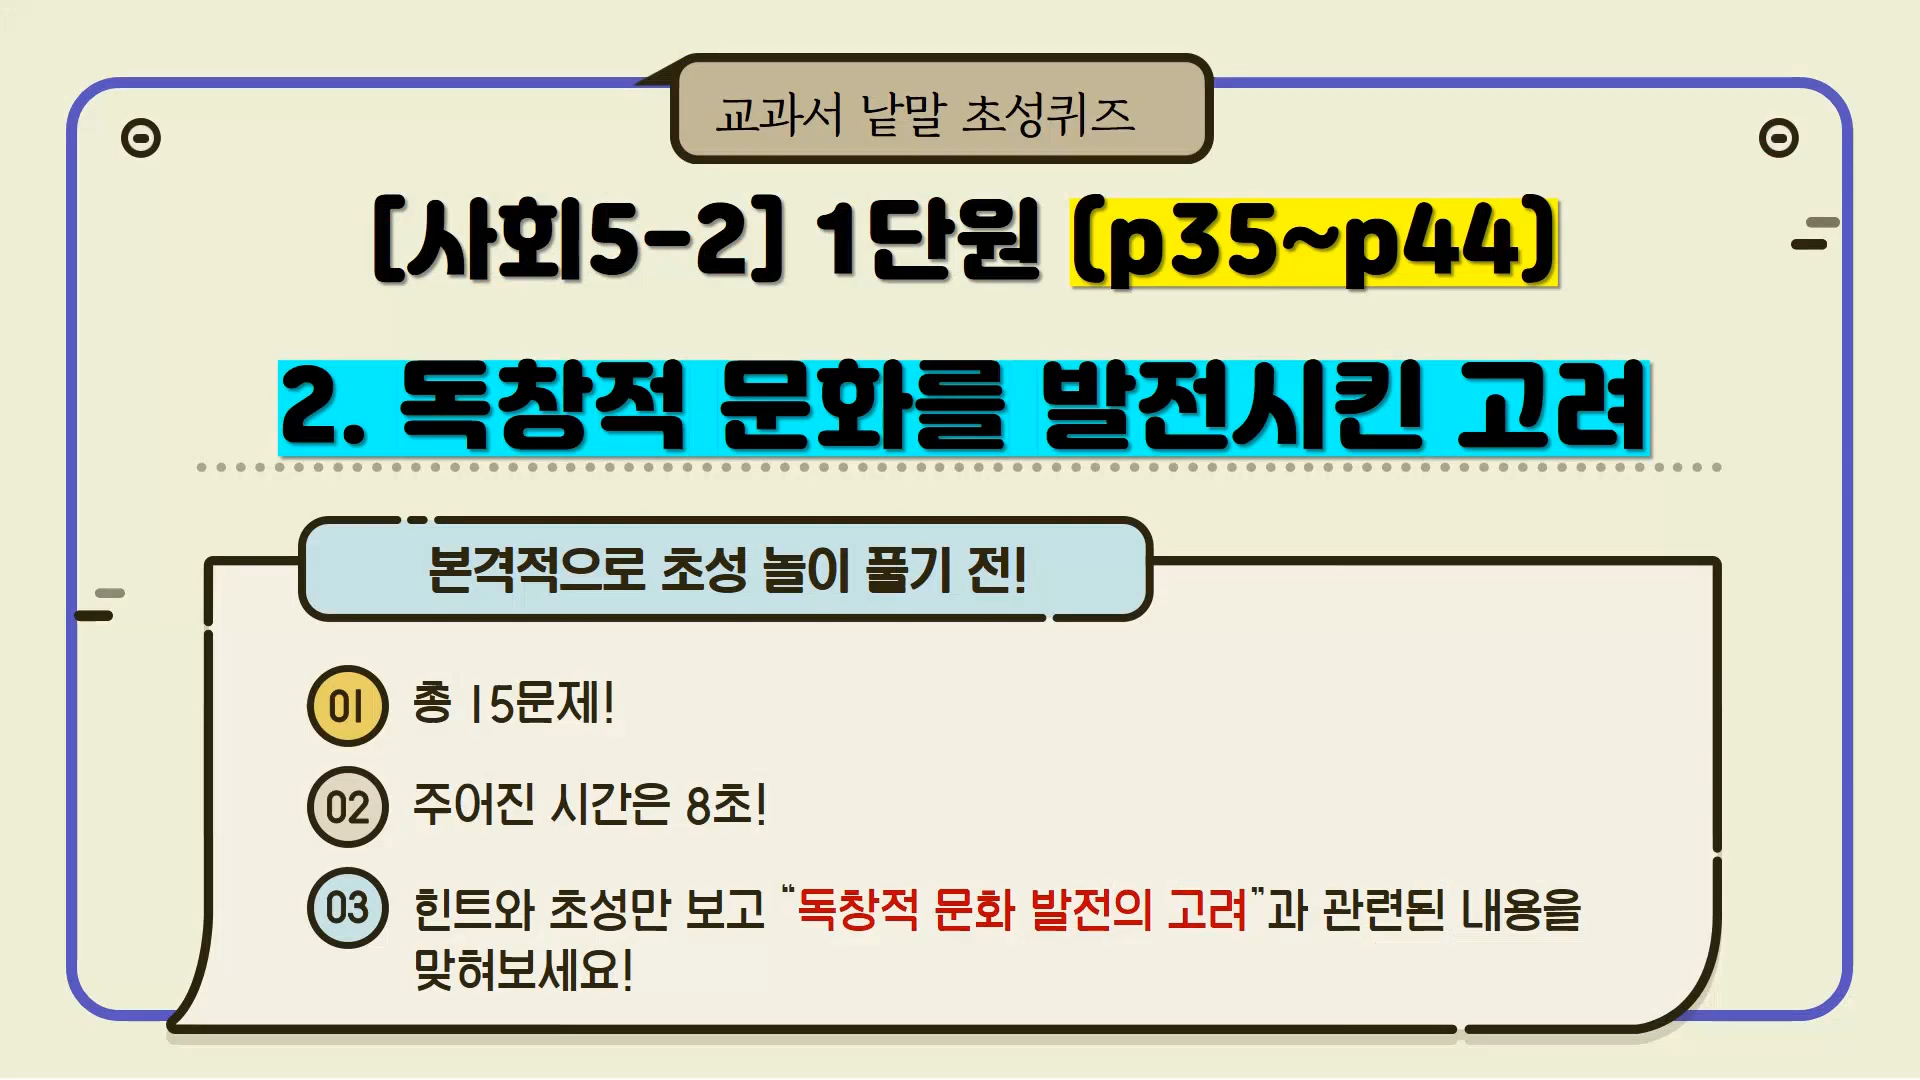 교과서 낱말 초성퀴즈
[사회5-2] 1단원 (p35~p44)
2. 독창적 문화를 발전시킨 고려
본격적으로 초성 놀이 풀기 전!
01 총 15문제!
02 주어진 시간은 8초!
03 힌트와 초성만 보고 “독창적 문화 발전의 고려”과 관련된 내용을
맞혀보세요!